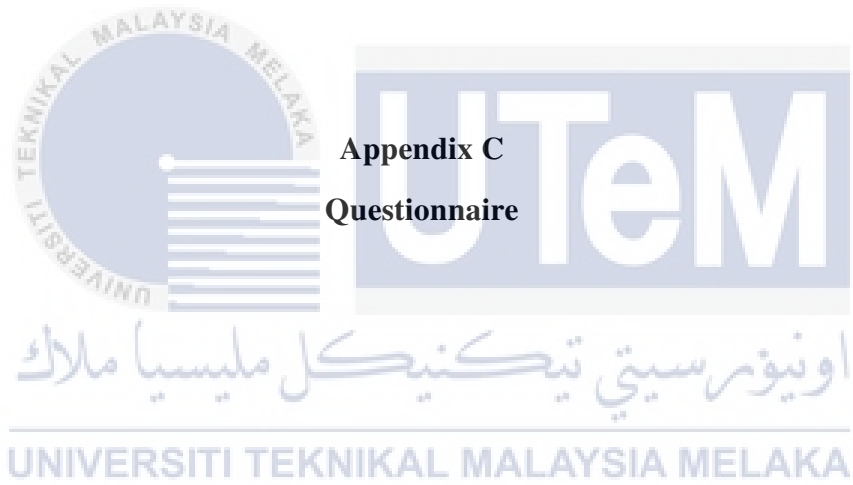 UNIVERSITI TEKNIKAL MALAYSIA MELAKA
UTeM
Appendix C
Questionnaire
اونيۏرسيتي تيكنيكل مليسيا ملاك
UNIVERSITI TEKNIKAL MALAYSIA MELAKA